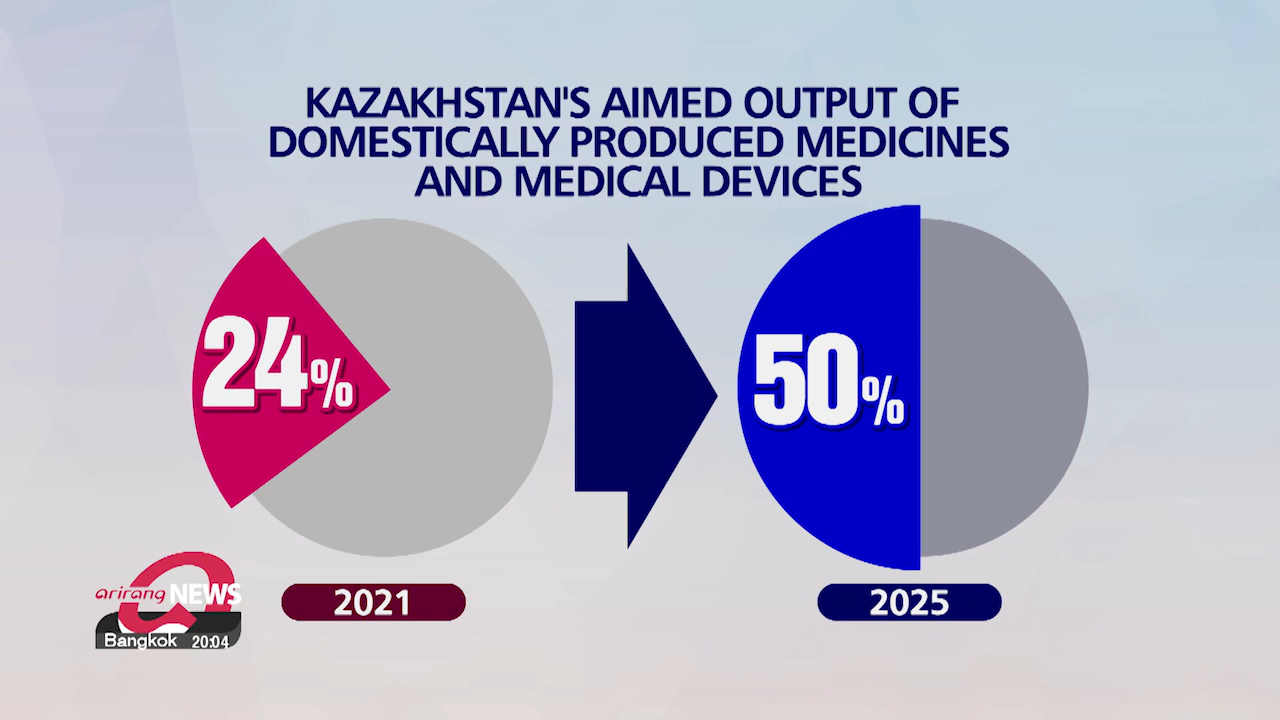 KAZAKHSTAN'S AIMED OUTPUT OF
DOMESTICALLY PRODUCED MEDICINES
AND MEDICAL DEVICES
24%
50%
2021
2025
arirang NEWS
Bangkok 20:04